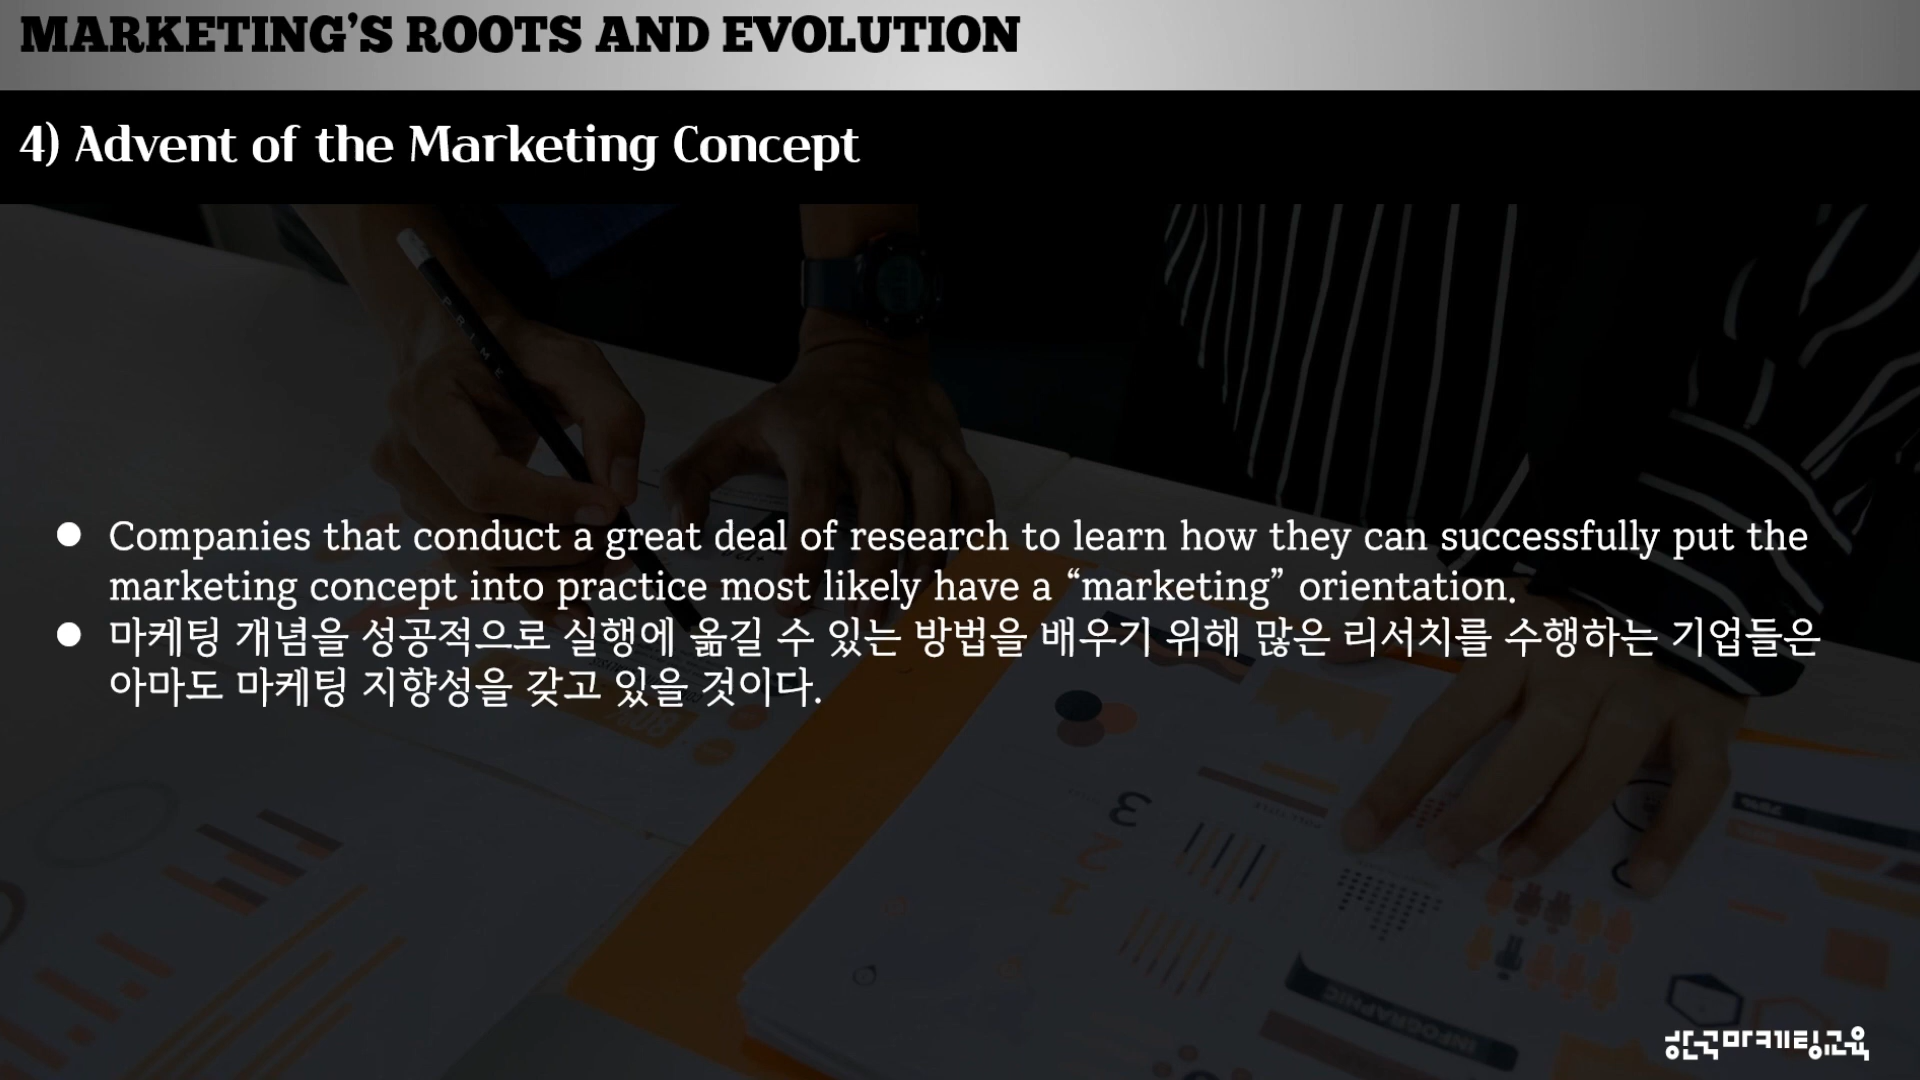 MARKETING’S ROOTS AND EVOLUTION
4) Advent of the Marketing Concept
PRIME
● Companies that conduct a great deal of research to learn how they can successfully put the
marketing concept into practice most likely have a “marketing” orientation.
● 마케팅 개념을 성공적으로 실행에 옮길 수 있는 방법을 배우기 위해 많은 리서치를 수행하는 기업들은
아마도 마케팅 지향성을 갖고 있을 것이다.
3
2
1
INFOGRAPHIC
한국마케팅교육